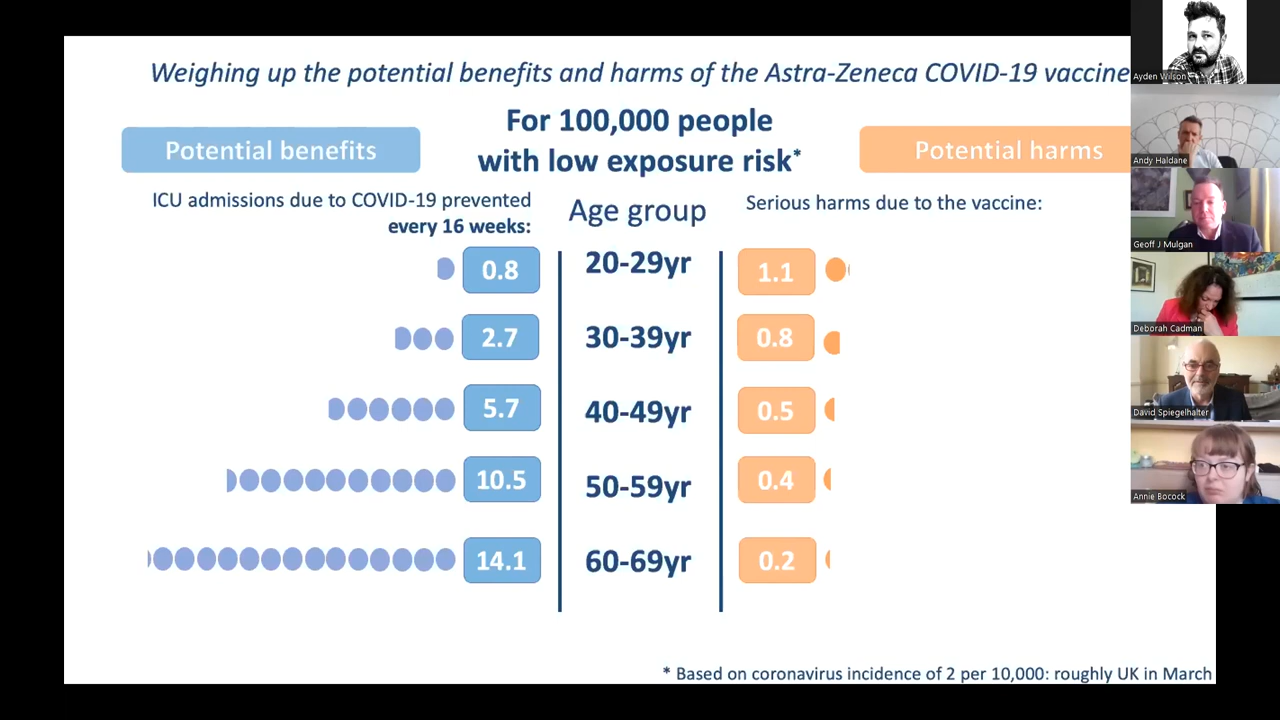 Weighing up the potential benefits and harms of the Astra-Zeneca COVID-19 vaccine
For 100,000 people
with low exposure risk*
Potential benefits
Potential harms
ICU admissions due to COVID-19 prevented
every 16 weeks:
Age group
Serious harms due to the vaccine:
0.8
20-29yr
1.1
2.7
30-39yr
0.8
5.7
40-49yr
0.5
10.5
50-59yr
0.4
14.1
60-69yr
0.2
* Based on coronavirus incidence of 2 per 10,000: roughly UK in March
Ayden Wilson
Andy Haldane
Geoff J Mulgan
Deborah Cadman
David Spiegelhalter
Annie Bocock